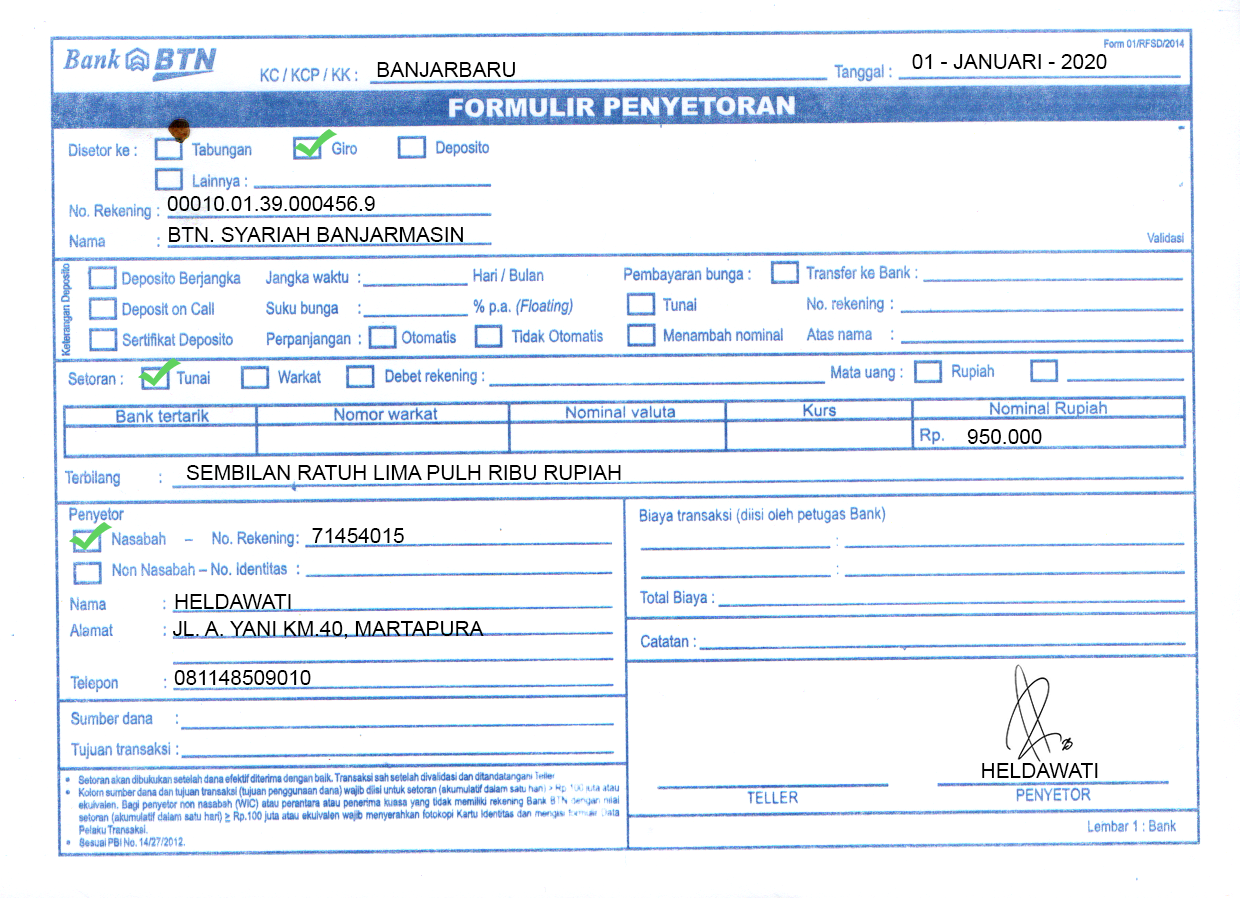 Form 01/RFSD/2014
Bank BTN
KC / KCP / KK : BANJARBARU Tanggal : 01 - JANUARI - 2020
FORMULIR PENYETORAN
Disetor ke : Tabungan Giro Deposito
Lainnya :
No. Rekening : 00010.01.39.000456.9
Nama : BTN. SYARIAH BANJARMASIN
Validasi
Keterangan Deposito
Deposito Berjangka Jangka waktu : Hari / Bulan Pembayaran bunga : Transfer ke Bank :
Deposit on Call Suku bunga : % p.a. (Floating) Tunai No. rekening :
Sertifikat Deposito Perpanjangan : Otomatis Tidak Otomatis Menambah nominal Atas nama :
Setoran : Tunai Warkat Debet rekening : Mata uang : Rupiah
Bank tertarik Nomor warkat Nominal valuta Kurs Nominal Rupiah
Rp. 950.000
Terbilang : SEMBILAN RATUH LIMA PULH RIBU RUPIAH
Penyetor
Nasabah – No. Rekening: 71454015
Non Nasabah – No. Identitas :
Nama : HELDAWATI
Alamat : JL. A. YANI KM.40, MARTAPURA
Telepon : 081148509010
Sumber dana :
Tujuan transaksi :
Setoran akan dibukukan setelah dana efektif diterima dengan baik. Transaksi sah setelah divalidasi dan ditandatangani Teller
Kolom sumber dana dan tujuan transaksi (tujuan penggunaan dana) wajib diisi untuk setoran (akumulatif dalam satu hari) > Rp. 100 juta atau
ekuivalen. Bagi penyetor non nasabah (WIC) atau perantara atau penerima kuasa yang tidak memiliki rekening Bank BTN dengan nilai
setoran (akumulatif dalam satu hari) ≥ Rp.100 juta atau ekuivalen wajib menyerahkan fotokopi Kartu Identitas dan mengisi formulir Data
Pelaku Transaksi.
Sesuai PBI No. 14/27/2012.
Biaya transaksi (diisi oleh petugas Bank)
:
:
Total Biaya :
Catatan :
HELDAWATI
TELLER PENYETOR
Lembar 1 : Bank